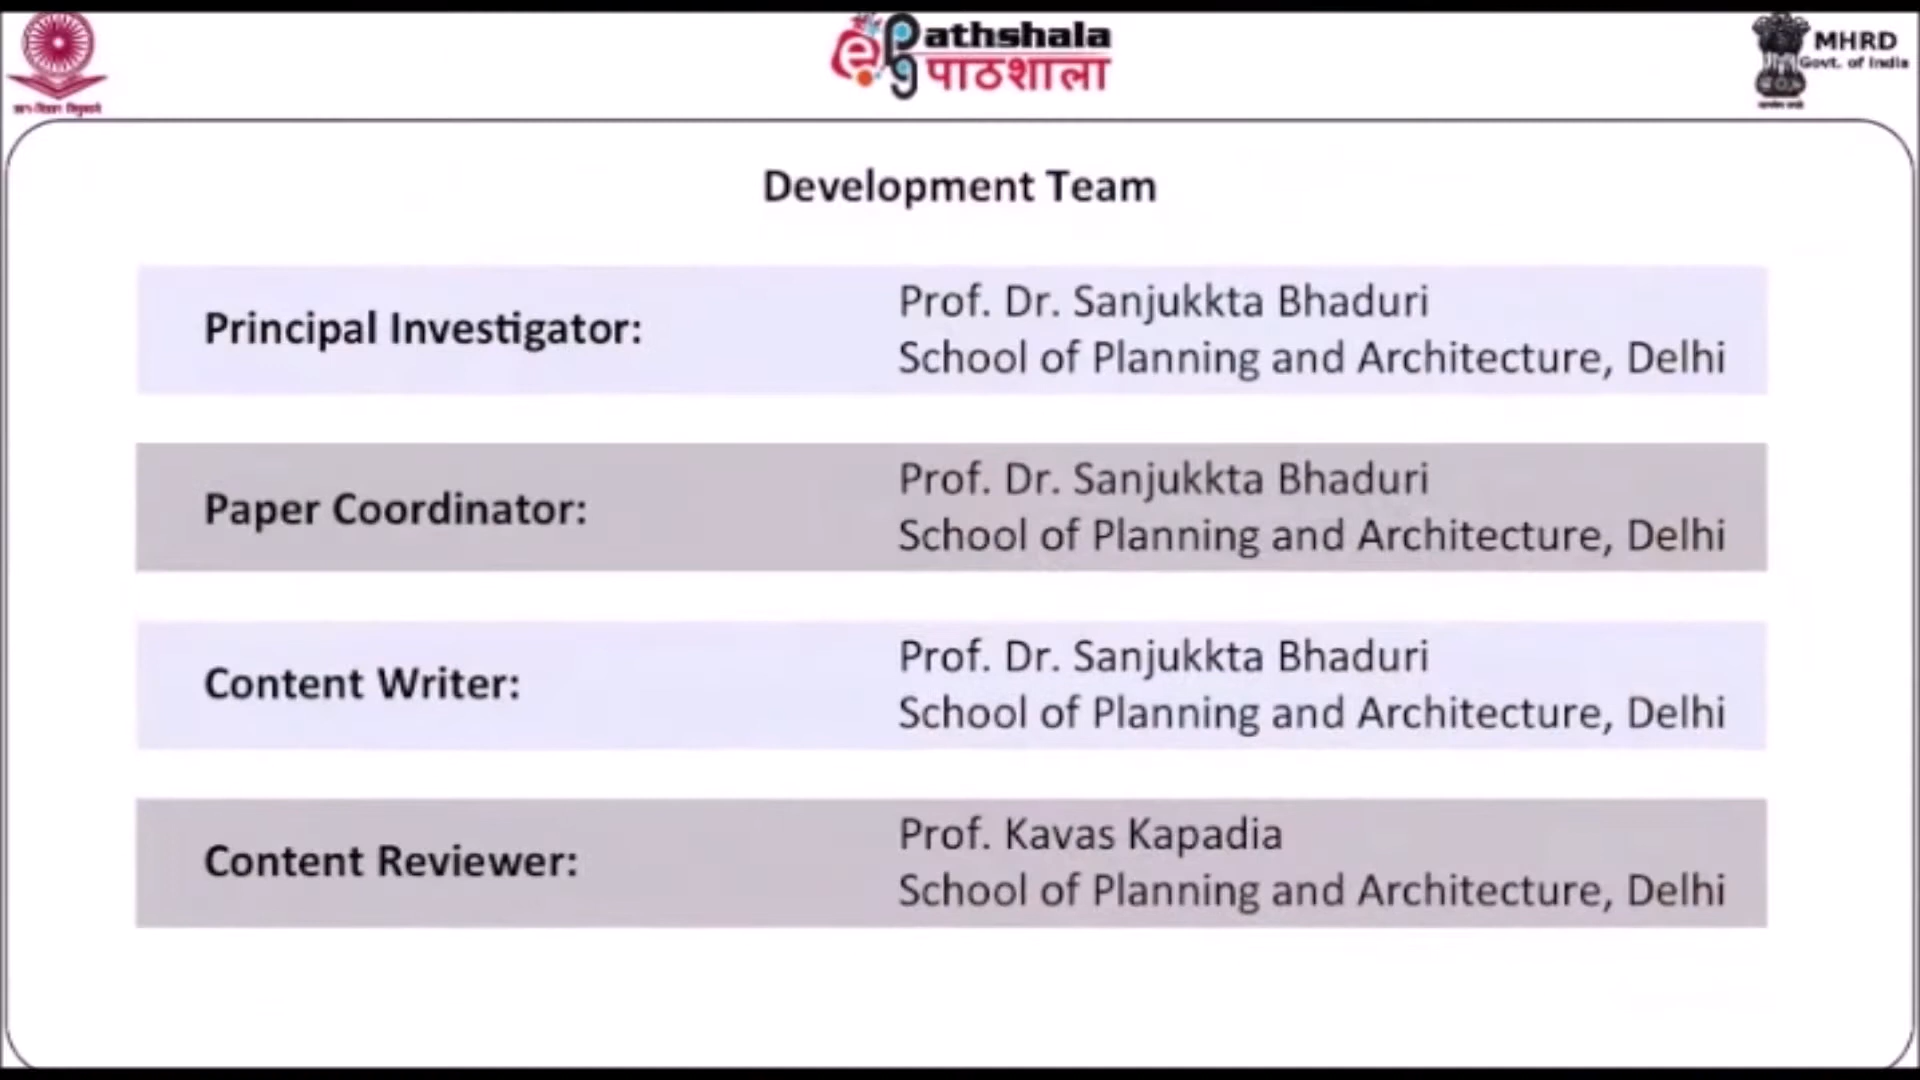 Pathshala
पाठशाला
MHRD
Govt. of India
Development Team
Principal Investigator:
Prof. Dr. Sanjukkta Bhaduri
School of Planning and Architecture, Delhi
Paper Coordinator:
Prof. Dr. Sanjukkta Bhaduri
School of Planning and Architecture, Delhi
Content Writer:
Prof. Dr. Sanjukkta Bhaduri
School of Planning and Architecture, Delhi
Content Reviewer:
Prof. Kavas Kapadia
School of Planning and Architecture, Delhi